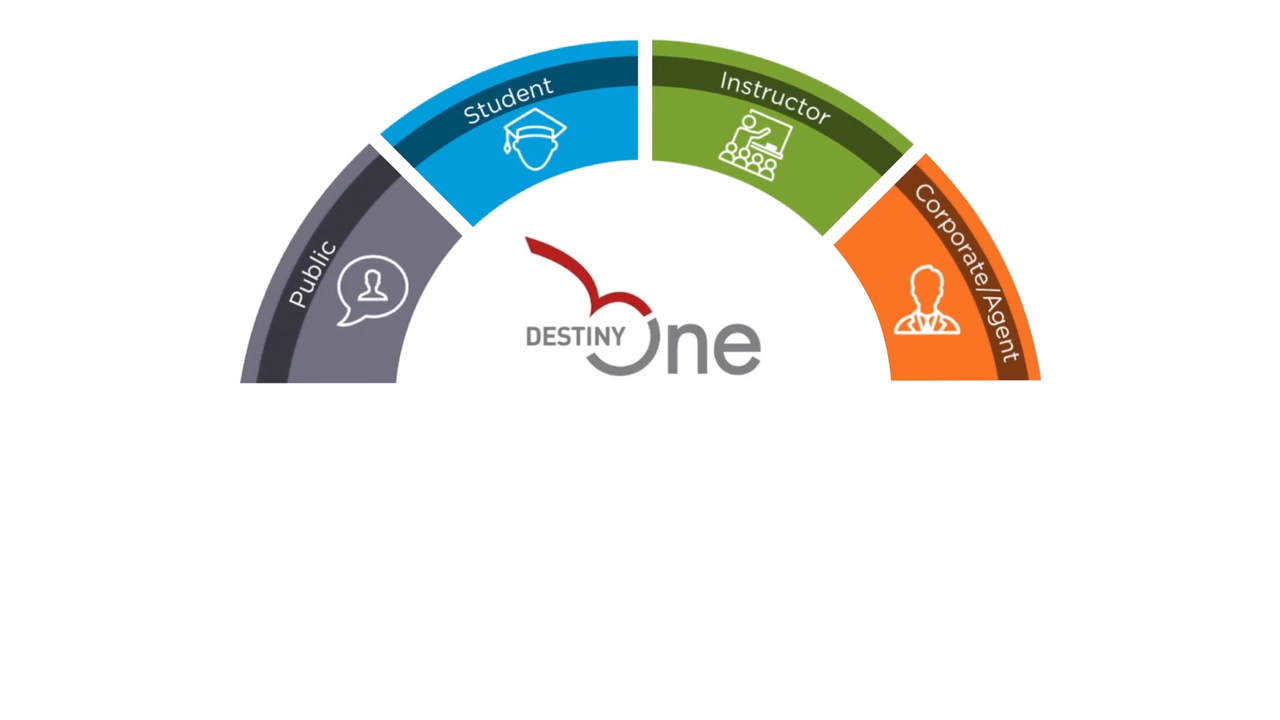 Public
Student
Instructor
Corporate/Agent
DESTINY One